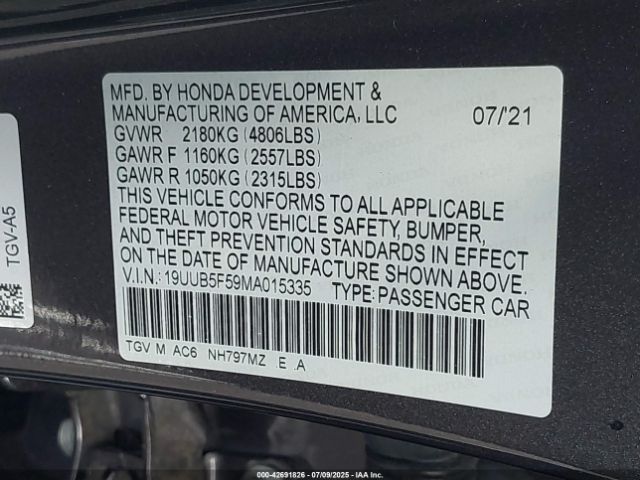 MFD. BY HONDA DEVELOPMENT &
MANUFACTURING OF AMERICA, LLC 07/'21
GVWR 2180KG (4806LBS)
GAWR F 1160KG (2557LBS)
GAWR R 1050KG (2315LBS)
THIS VEHICLE CONFORMS TO ALL APPLICABLE
FEDERAL MOTOR VEHICLE SAFETY, BUMPER,
AND THEFT PREVENTION STANDARDS IN EFFECT
ON THE DATE OF MANUFACTURE SHOWN ABOVE.
V.I.N.: 19UUB5F59MA015335 TYPE: PASSENGER CAR
TGV M AC6 NH797MZ E .A
TGV-A5
000-42691826 | 07/09/2025 | IAAI.COM